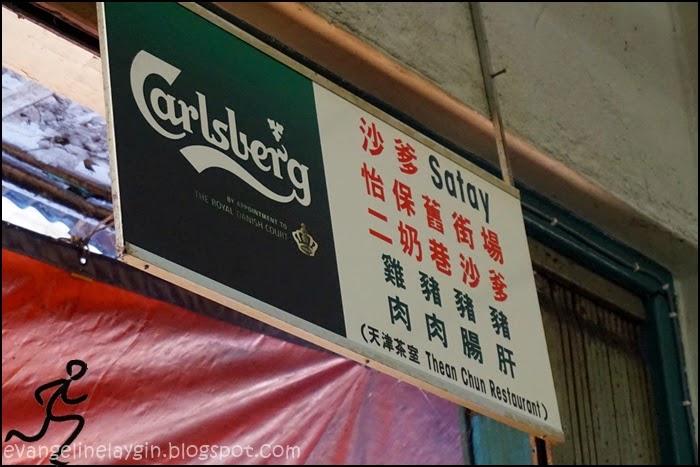 Carlsberg
BY APPOINTMENT TO
THE ROYAL DANISH COURT
沙爹 Satay
怡保舊街場
二奶巷沙爹
雞 豬 豬 豬
肉 肉 腸 肝
(天津茶室 Thean Chun Restaurant)
evangelinelaygin.blogspot.com